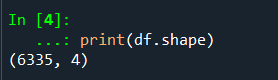 In [4]:
...: print(df.shape)
(6335, 4)